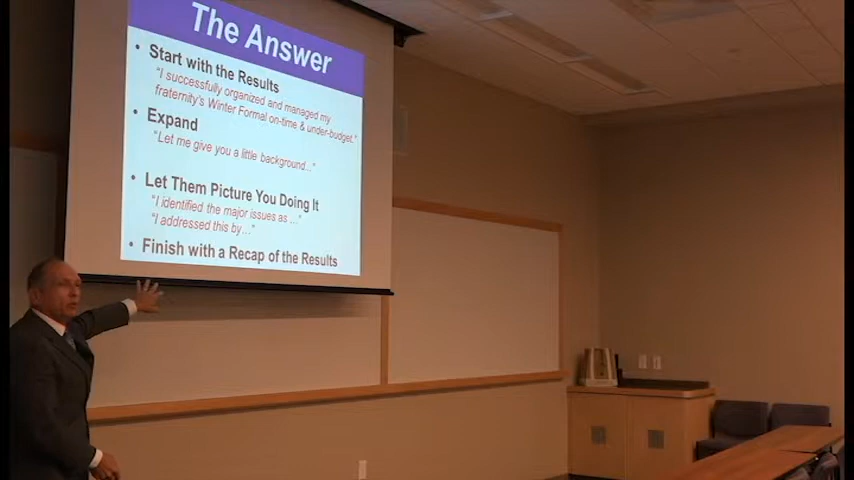 The Answer
• Start with the Results
"I successfully organized and managed my
fraternity's Winter Formal on-time & under-budget."
• Expand
"Let me give you a little background..."
• Let Them Picture You Doing It
"I identified the major issues as ..."
"I addressed this by..."
• Finish with a Recap of the Results